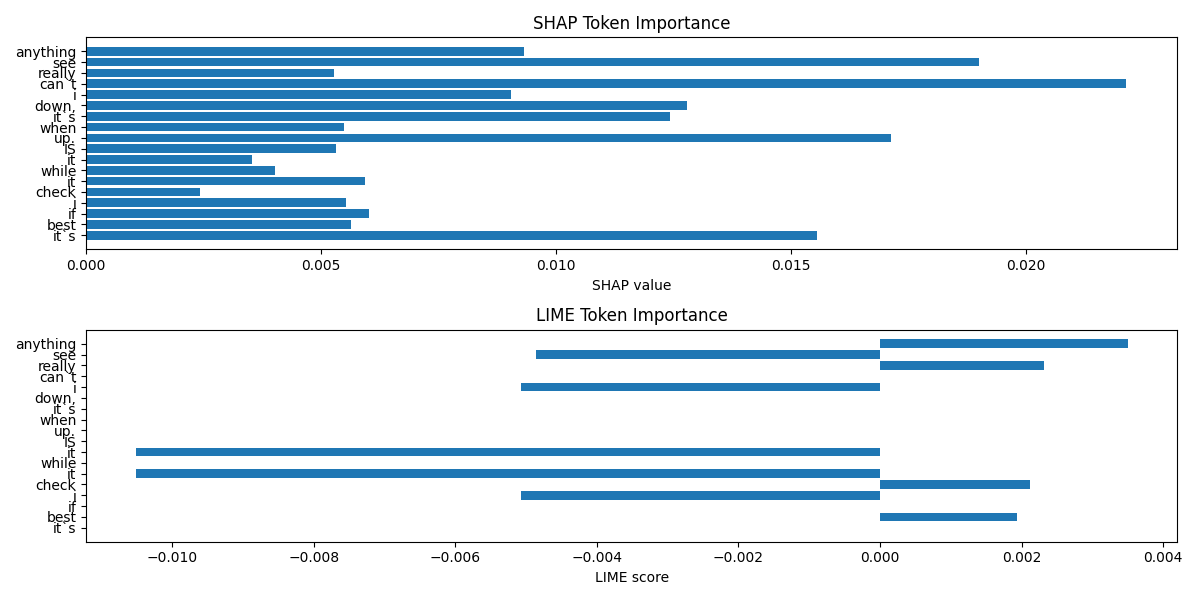 SHAP Token Importance
anything
see
really
can`t
i
down,
it`s
when
up.
IS
it
while
it
check
i
if
best
it`s
0.000 0.005 0.010 0.015 0.020
SHAP value
LIME Token Importance
anything
see
really
can`t
i
down,
it`s
when
up.
IS
it
while
it
check
i
if
best
it`s
−0.010 −0.008 −0.006 −0.004 −0.002 0.000 0.002 0.004
LIME score